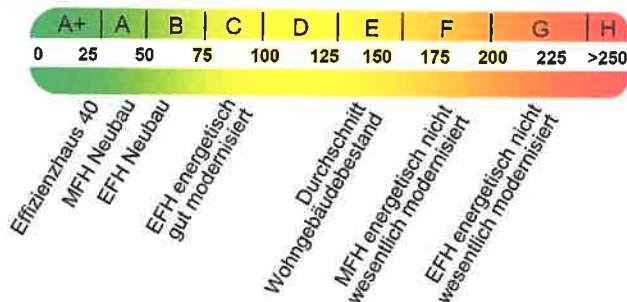 A+ A B C D E F G H
0 25 50 75 100 125 150 175 200 225 >250
Effizienzhaus 40
MFH Neubau
EFH Neubau
EFH energetisch
gut modernisiert
Durchschnitt
Wohngebäudebestand
MFH energetisch nicht
wesentlich modernisiert
EFH energetisch nicht
wesentlich modernisiert